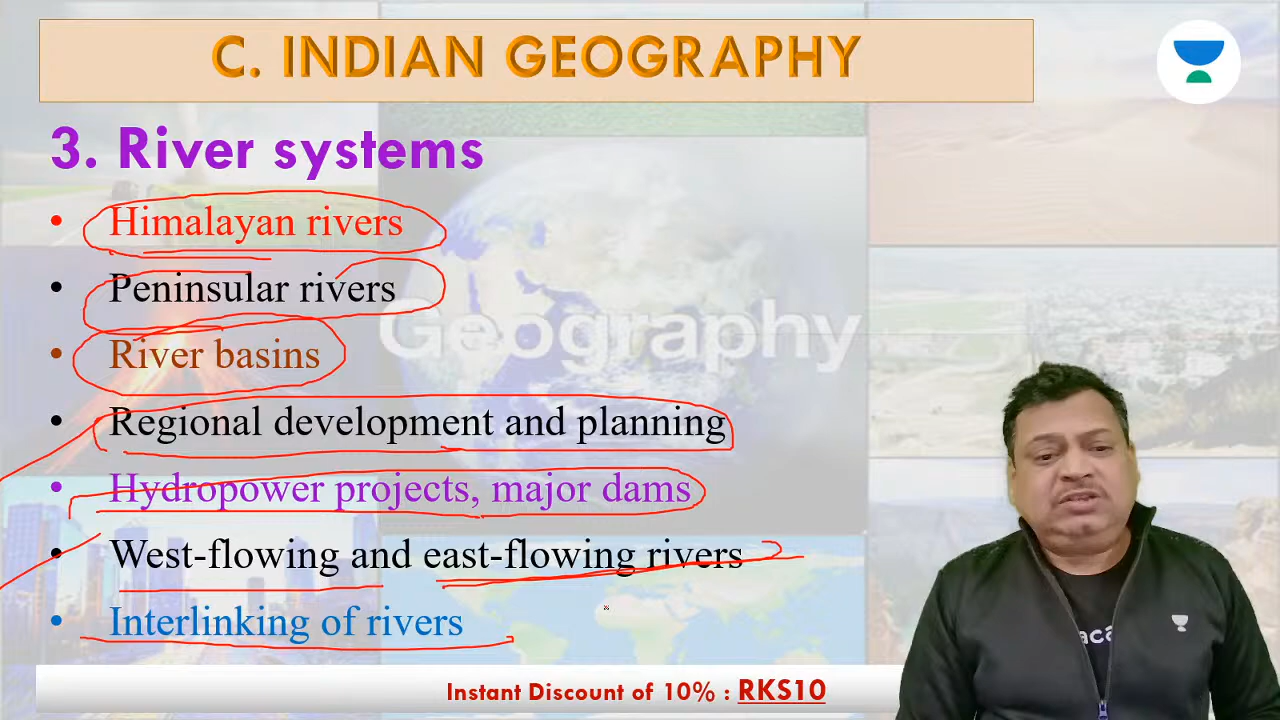 C. INDIAN GEOGRAPHY
3. River systems
• Himalayan rivers
• Peninsular rivers
• River basins
• Regional development and planning
• Hydropower projects, major dams
• West-flowing and east-flowing rivers
• Interlinking of rivers
Geography
aca
Instant Discount of 10% : RKS10